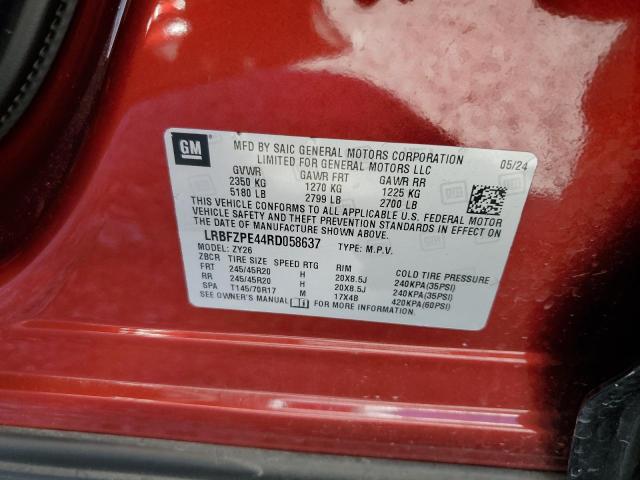 GM
MFD BY SAIC GENERAL MOTORS CORPORATION 05/24
LIMITED FOR GENERAL MOTORS LLC
GVWR GAWR FRT GAWR RR
2350 KG 1270 KG 1225 KG
5180 LB 2799 LB 2700 LB
THIS VEHICLE CONFORMS TO ALL APPLICABLE U.S. FEDERAL MOTOR
VEHICLE SAFETY AND THEFT PREVENTION STANDARDS IN EFFECT ON
THE DATE OF MANUFACTURE SHOWN ABOVE.
LRBFZPE44RD058637 TYPE: M.P.V.
MODEL: ZY26
ZBCR TIRE SIZE SPEED RTG RIM COLD TIRE PRESSURE
FRT 245/45R20 H 20X8.5J 240KPA(35PSI)
RR 245/45R20 H 20X8.5J 240KPA(35PSI)
SPA T145/70R17 M 17X4B 420KPA(60PSI)
SEE OWNER'S MANUAL FOR MORE INFORMATION.